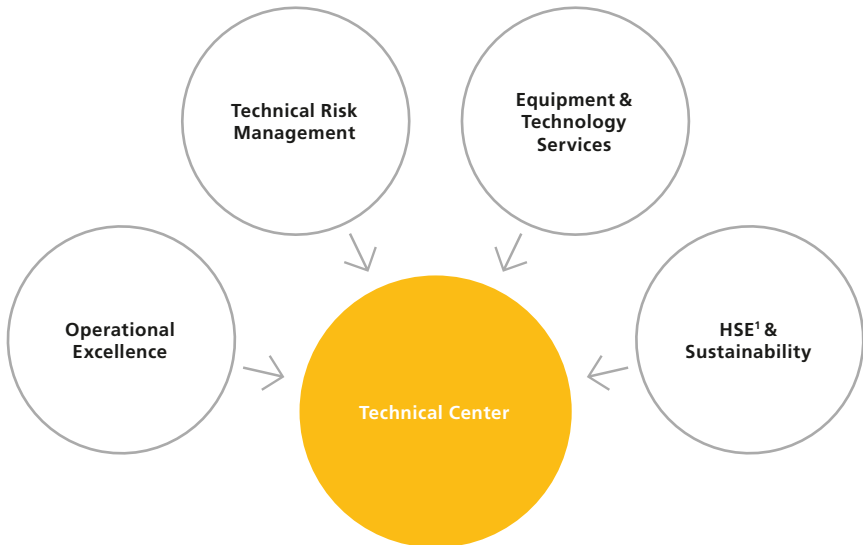 Technical Risk
Management
Equipment &
Technology
Services
Operational
Excellence
HSE¹ &
Sustainability
Technical Center